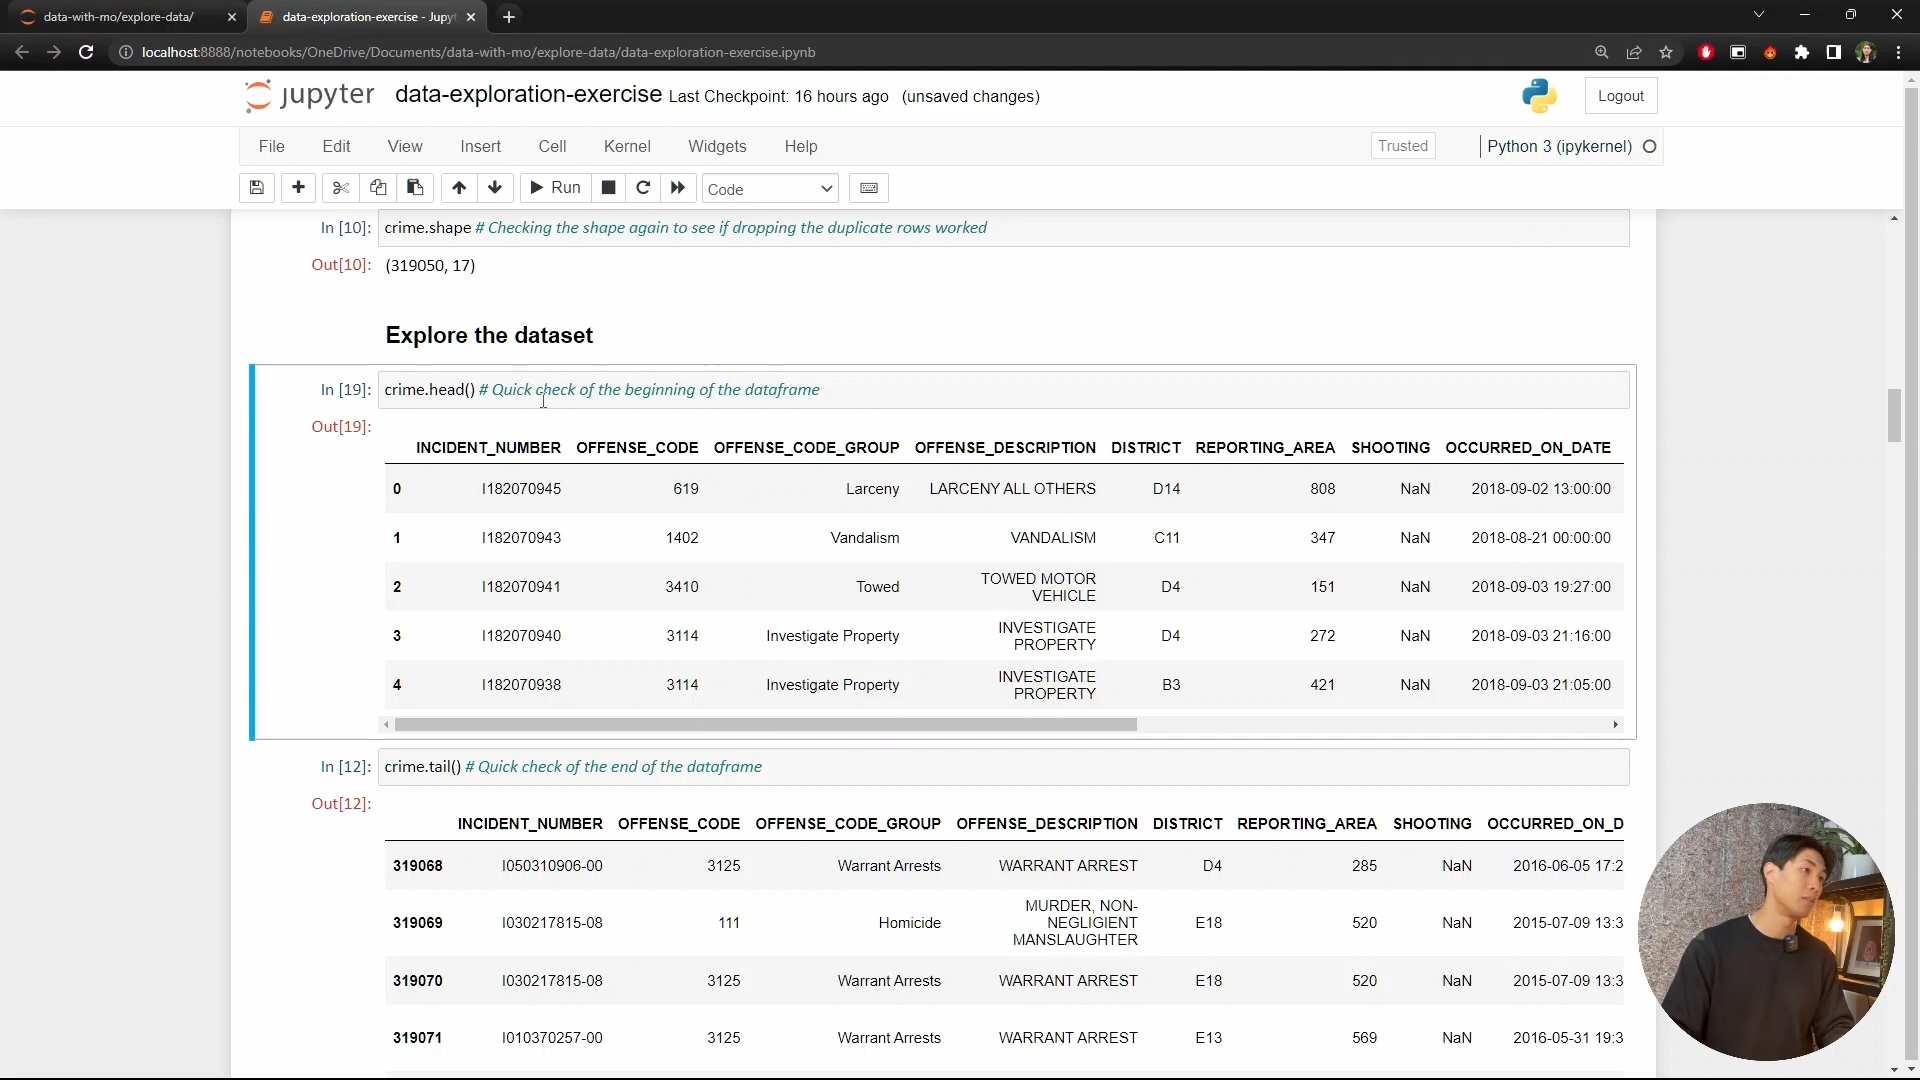 data-with-mo/explore-data/
data-exploration-exercise - Jupy
localhost:8888/notebooks/OneDrive/Documents/data-with-mo/explore-data/data-exploration-exercise.ipynb
jupyter data-exploration-exercise Last Checkpoint: 16 hours ago (unsaved changes)
Logout
File Edit View Insert Cell Kernel Widgets Help
Trusted
Python 3 (ipykernel)
Run
Code
In [10]: crime.shape # Checking the shape again to see if dropping the duplicate rows worked
Out[10]: (319050, 17)
Explore the dataset
In [19]: crime.head() # Quick check of the beginning of the dataframe
Out[19]:
INCIDENT_NUMBER OFFENSE_CODE OFFENSE_CODE_GROUP OFFENSE_DESCRIPTION DISTRICT REPORTING_AREA SHOOTING OCCURRED_ON_DATE
0 I182070945 619 Larceny LARCENY ALL OTHERS D14 808 NaN 2018-09-02 13:00:00
1 I182070943 1402 Vandalism VANDALISM C11 347 NaN 2018-08-21 00:00:00
2 I182070941 3410 Towed TOWED MOTOR VEHICLE D4 151 NaN 2018-09-03 19:27:00
3 I182070940 3114 Investigate Property INVESTIGATE PROPERTY D4 272 NaN 2018-09-03 21:16:00
4 I182070938 3114 Investigate Property INVESTIGATE PROPERTY B3 421 NaN 2018-09-03 21:05:00
In [12]: crime.tail() # Quick check of the end of the dataframe
Out[12]:
INCIDENT_NUMBER OFFENSE_CODE OFFENSE_CODE_GROUP OFFENSE_DESCRIPTION DISTRICT REPORTING_AREA SHOOTING OCCURRED_ON_D
319068 I050310906-00 3125 Warrant Arrests WARRANT ARREST D4 285 NaN 2016-06-05 17:2
319069 I030217815-08 111 Homicide MURDER, NON-NEGLIGIENT MANSLAUGHTER E18 520 NaN 2015-07-09 13:3
319070 I030217815-08 3125 Warrant Arrests WARRANT ARREST E18 520 NaN 2015-07-09 13:3
319071 I010370257-00 3125 Warrant Arrests WARRANT ARREST E13 569 NaN 2016-05-31 19:3